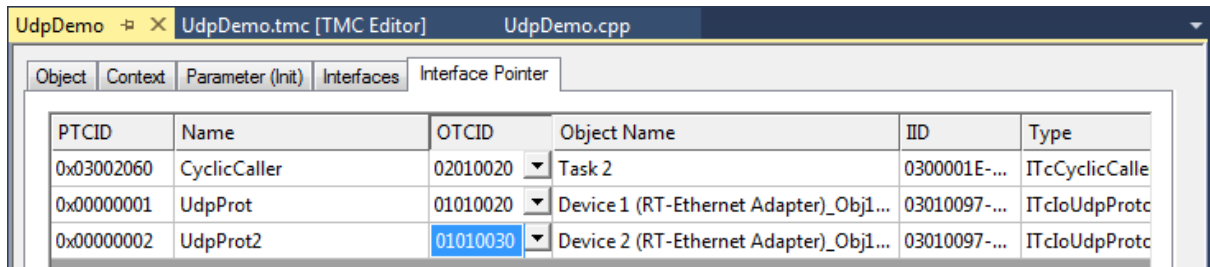 UdpDemo UdpDemo.tmc [TMC Editor] UdpDemo.cpp
Object Context Parameter (Init) Interfaces Interface Pointer
PTCID Name OTCID Object Name IID Type
0x03002060 CyclicCaller 02010020 Task 2 0300001E-... ITcCyclicCalle
0x00000001 UdpProt 01010020 Device 1 (RT-Ethernet Adapter)_Obj1... 03010097-... ITcIoUdpProtc
0x00000002 UdpProt2 01010030 Device 2 (RT-Ethernet Adapter)_Obj1... 03010097-... ITcIoUdpProtc